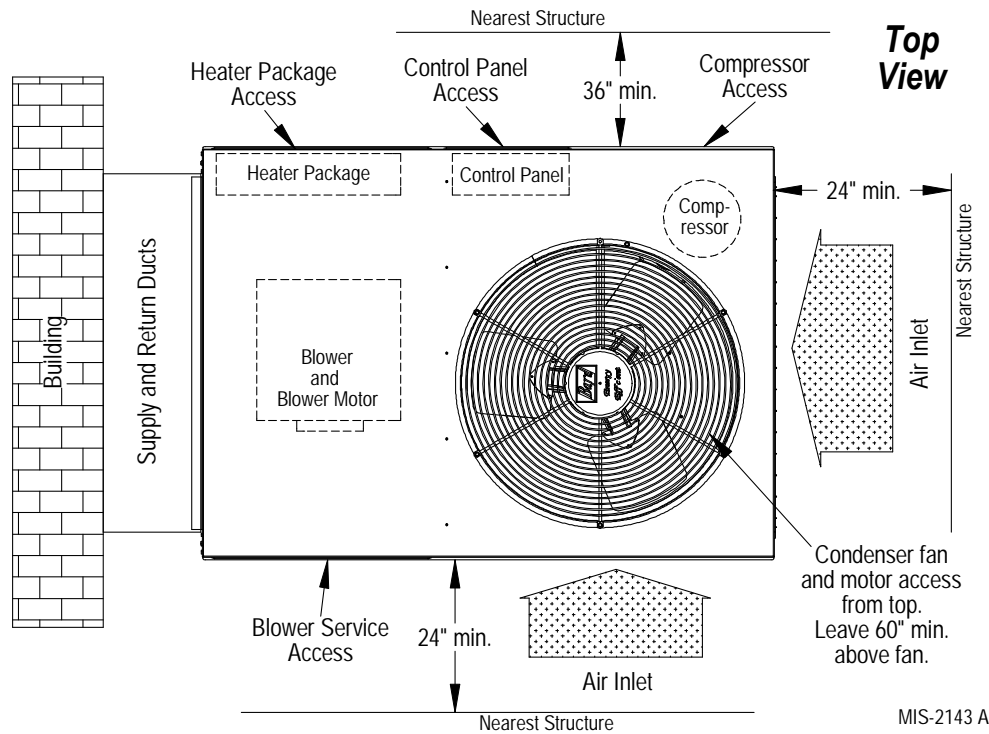 Nearest Structure
Top
View
Heater Package
Access
Control Panel
Access
36" min.
Compressor
Access
Heater Package
Control Panel
Comp-
ressor
24" min.
Nearest Structure
Air Inlet
Building
Supply and Return Ducts
Blower
and
Blower Motor
Condenser fan
and motor access
from top.
Leave 60" min.
above fan.
Blower Service
Access
24" min.
Air Inlet
Nearest Structure
MIS-2143 A